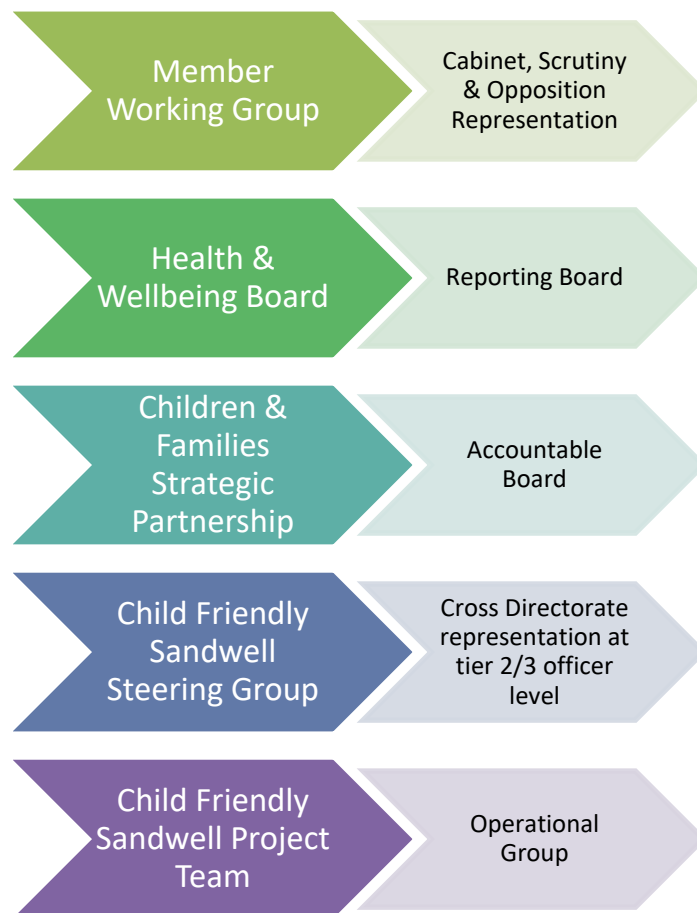 Member
Working Group
Cabinet, Scrutiny
& Opposition
Representation
Health &
Wellbeing Board
Reporting Board
Children &
Families
Strategic
Partnership
Accountable
Board
Child Friendly
Sandwell
Steering Group
Cross Directorate
representation at
tier 2/3 officer
level
Child Friendly
Sandwell Project
Team
Operational
Group